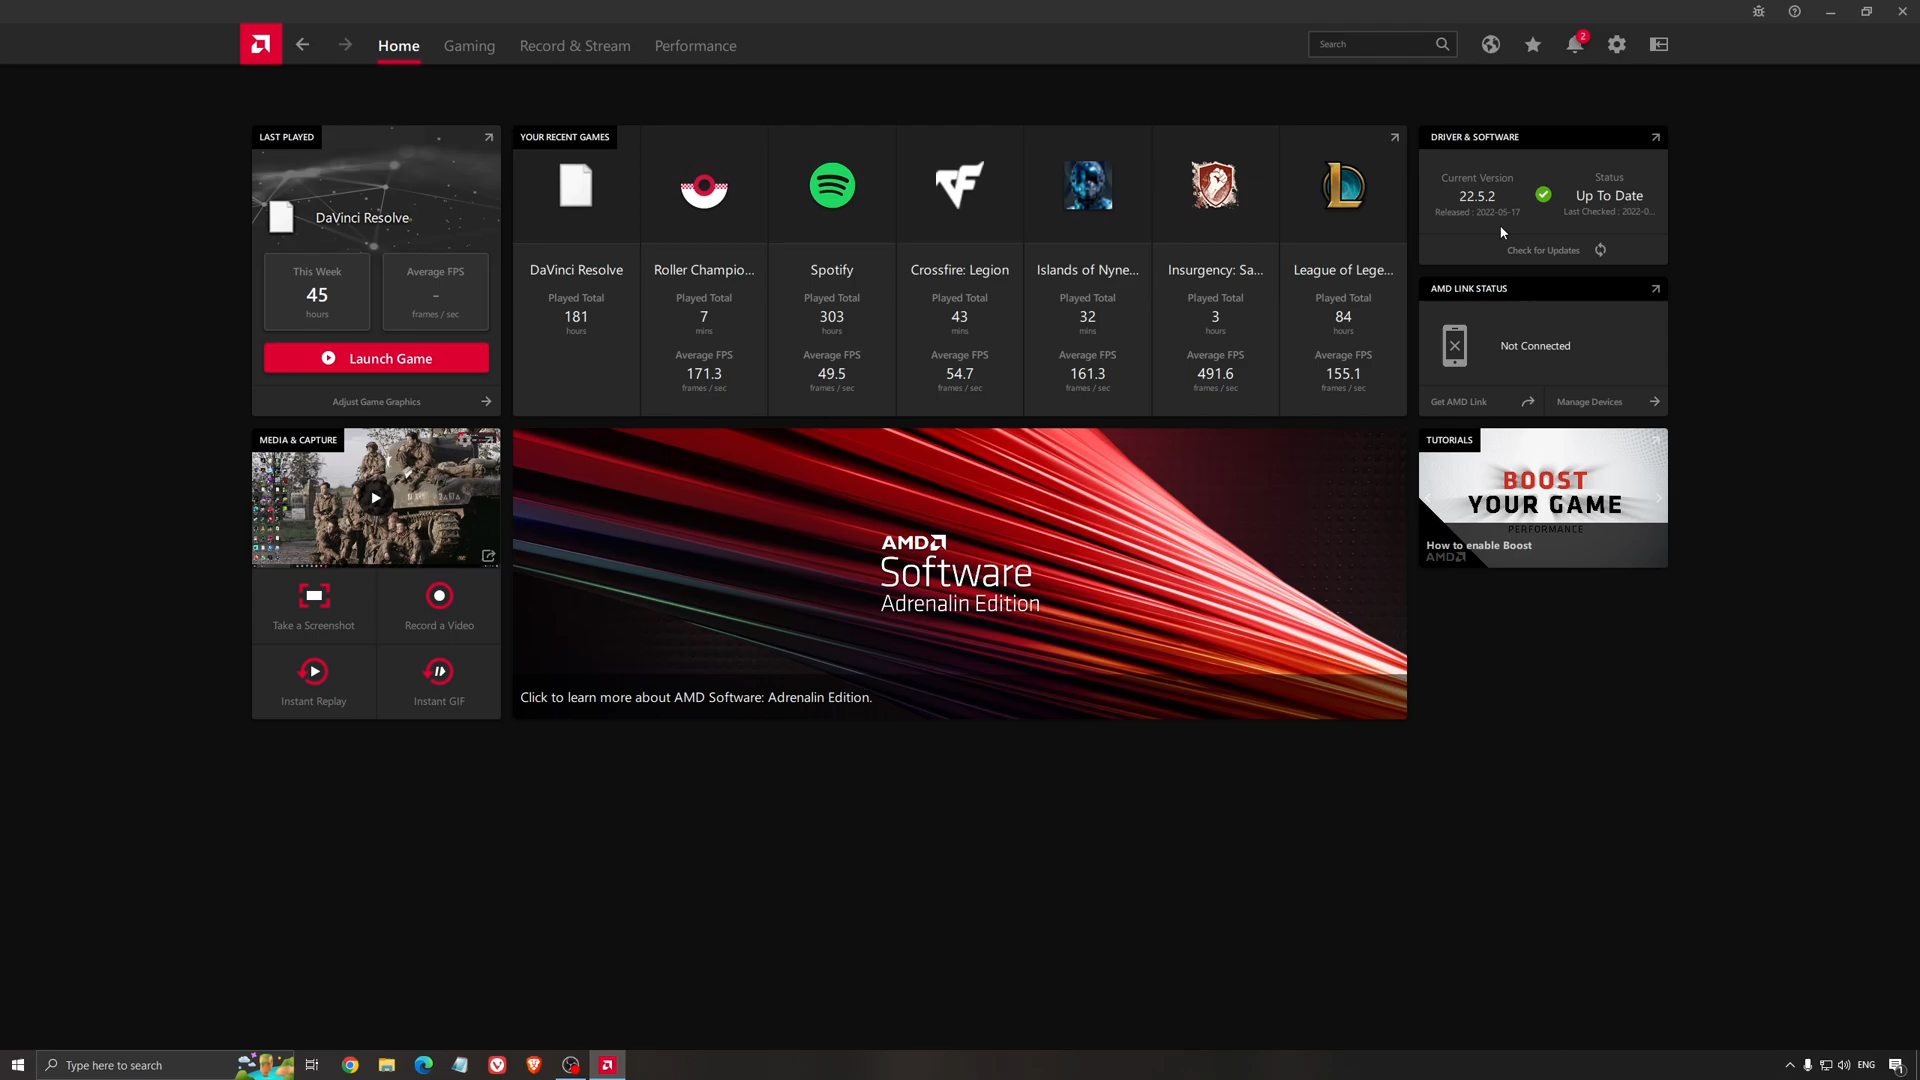 Home
Gaming
Record & Stream
Performance
Search
2
LAST PLAYED
DaVinci Resolve
This Week
45
hours
Average FPS
-
frames / sec
Launch Game
Adjust Game Graphics
YOUR RECENT GAMES
DaVinci Resolve
Played Total
181
hours
Roller Champio...
Played Total
7
mins
Average FPS
171.3
frames / sec
Spotify
Played Total
303
hours
Average FPS
49.5
frames / sec
Crossfire: Legion
Played Total
43
mins
Average FPS
54.7
frames / sec
Islands of Nyne...
Played Total
32
mins
Average FPS
161.3
frames / sec
Insurgency: Sa...
Played Total
3
hours
Average FPS
491.6
frames / sec
League of Lege...
Played Total
84
hours
Average FPS
155.1
frames / sec
DRIVER & SOFTWARE
Current Version
22.5.2
Released : 2022-05-17
Status
Up To Date
Last Checked : 2022-0...
Check for Updates
AMD LINK STATUS
Not Connected
Get AMD Link
Manage Devices
MEDIA & CAPTURE
Take a Screenshot
Record a Video
Instant Replay
Instant GIF
AMD
Software
Adrenalin Edition
Click to learn more about AMD Software: Adrenalin Edition.
TUTORIALS
BOOST
YOUR GAME
PERFORMANCE
How to enable Boost
AMD
Type here to search
ENG
1